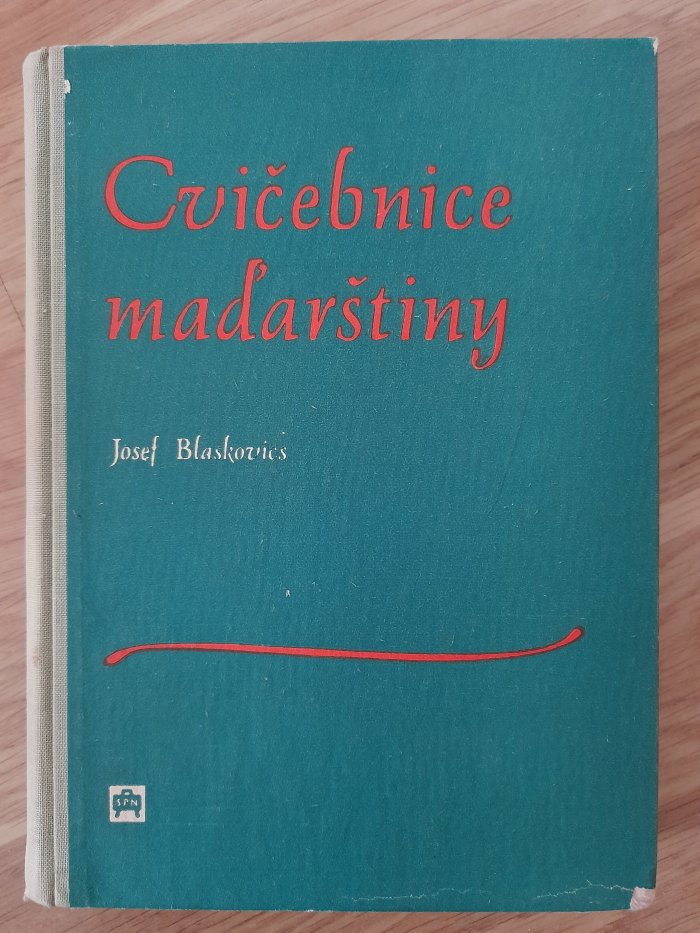 Cvičebnice
maďarštiny
Josef Blaskovics
SPN